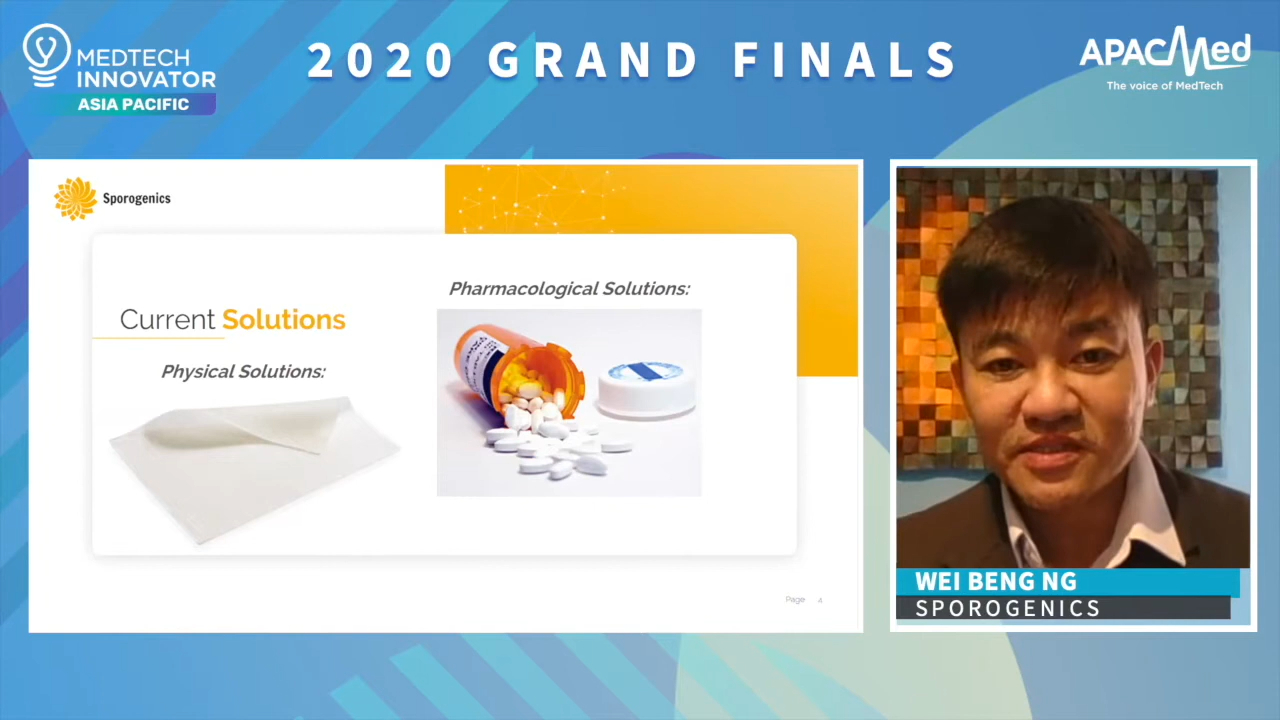 MEDTECH
INNOVATOR
ASIA PACIFIC
2020 GRAND FINALS
APACMed
The voice of MedTech
Sporogenics
Current Solutions
Physical Solutions:
Pharmacological Solutions:
Page 4
WEI BENG NG
SPOROGENICS